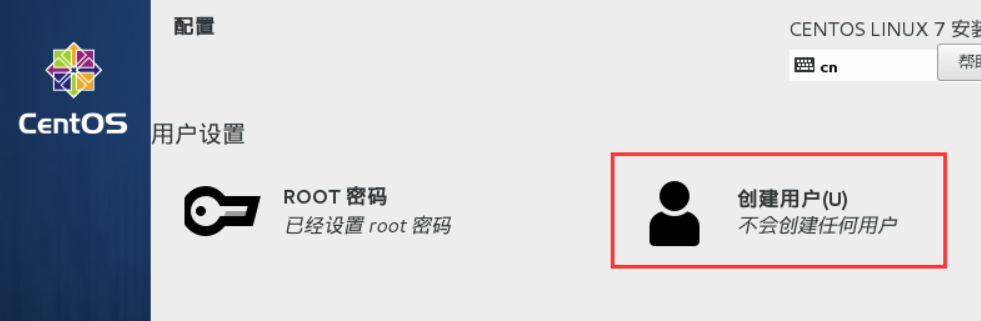 配置
CENTOS LINUX 7 安装
cn
帮助
CentOS
用户设置
ROOT 密码
已经设置 root 密码
创建用户(U)
不会创建任何用户